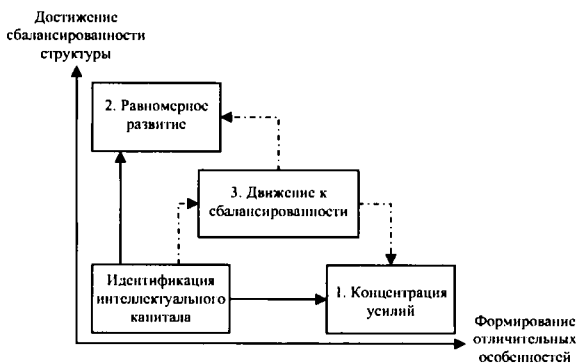 Достижение
сбалансированности
структуры
2. Равномерное
развитие
3. Движение к
сбалансированности
Идентификация
интеллектуального
капитала
1. Концентрация
усилий
Формирование
отличительных
особенностей